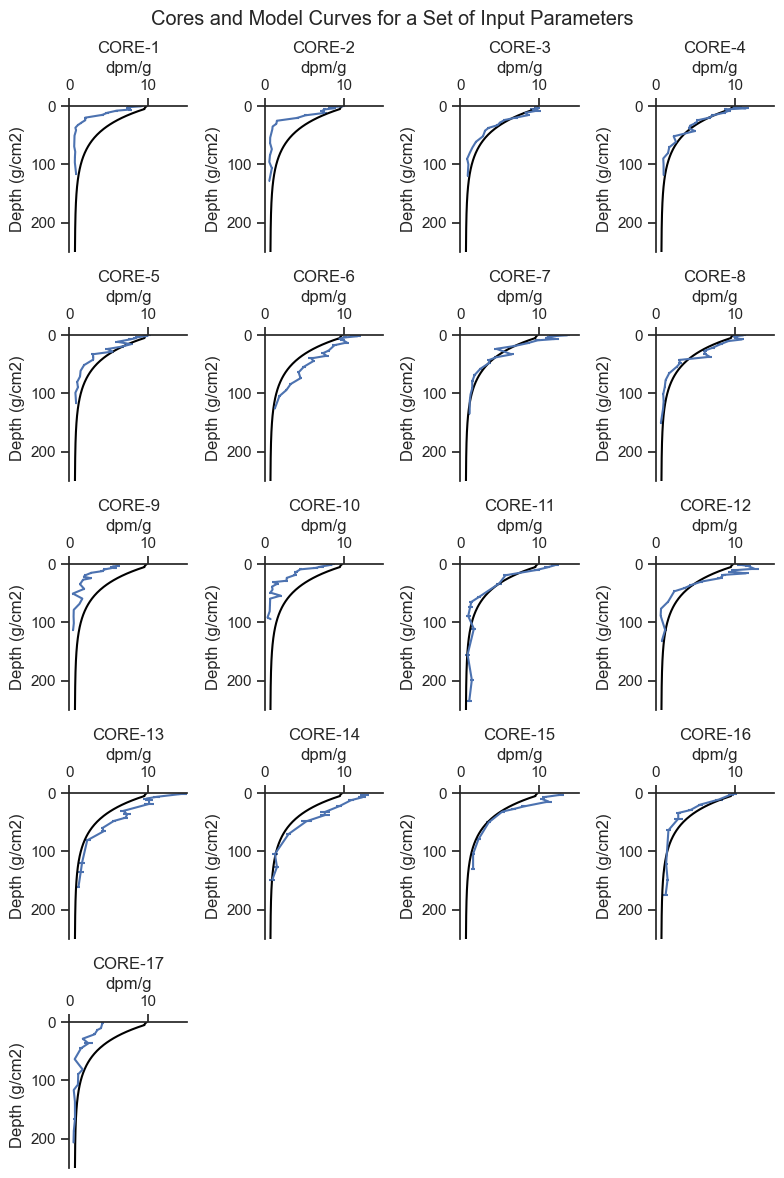 Cores and Model Curves for a Set of Input Parameters
CORE-1 CORE-2 CORE-3 CORE-4
dpm/g dpm/g dpm/g dpm/g
0 10 0 10 0 10 0 10
0 0 0 0
100 100 100 100
200 200 200 200
Depth (g/cm2) Depth (g/cm2) Depth (g/cm2) Depth (g/cm2)
CORE-5 CORE-6 CORE-7 CORE-8
dpm/g dpm/g dpm/g dpm/g
0 10 0 10 0 10 0 10
0 0 0 0
100 100 100 100
200 200 200 200
Depth (g/cm2) Depth (g/cm2) Depth (g/cm2) Depth (g/cm2)
CORE-9 CORE-10 CORE-11 CORE-12
dpm/g dpm/g dpm/g dpm/g
0 10 0 10 0 10 0 10
0 0 0 0
100 100 100 100
200 200 200 200
Depth (g/cm2) Depth (g/cm2) Depth (g/cm2) Depth (g/cm2)
CORE-13 CORE-14 CORE-15 CORE-16
dpm/g dpm/g dpm/g dpm/g
0 10 0 10 0 10 0 10
0 0 0 0
100 100 100 100
200 200 200 200
Depth (g/cm2) Depth (g/cm2) Depth (g/cm2) Depth (g/cm2)
CORE-17
dpm/g
0 10
0
100
200
Depth (g/cm2)